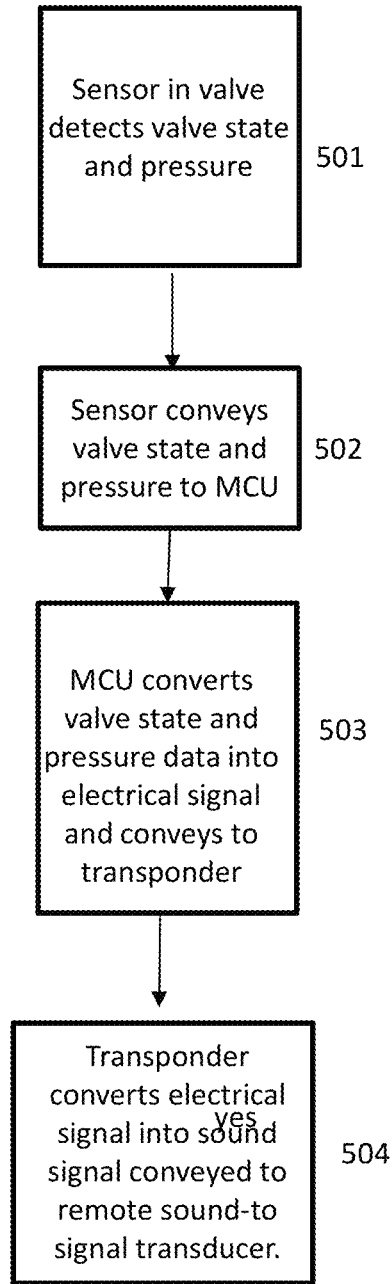 Sensor in valve
detects valve state
and pressure
501
Sensor conveys
valve state and
pressure to MCU
502
MCU converts
valve state and
pressure data into
electrical signal
and conveys to
transponder
503
Transponder
converts electrical
yes
signal into sound
signal conveyed to
remote sound-to
signal transducer.
504